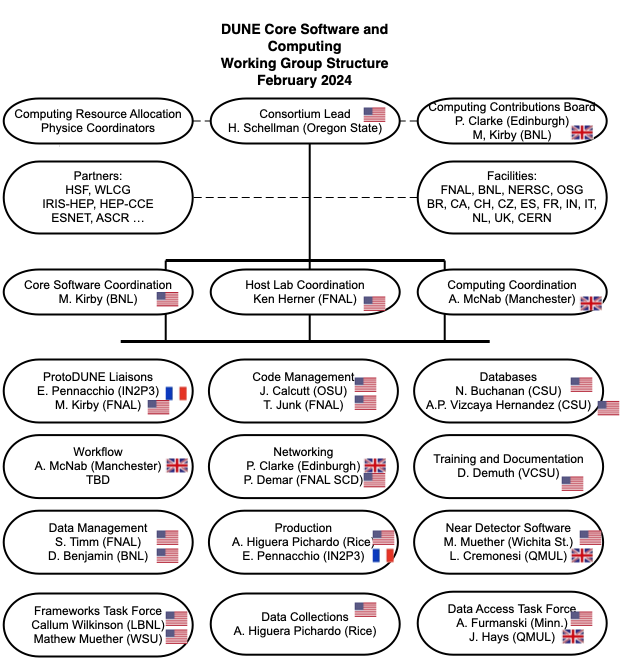 DUNE Core Software and
Computing
Working Group Structure
February 2024
Computing Resource Allocation
Physice Coordinators
Consortium Lead
H. Schellman (Oregon State)
Computing Contributions Board
P. Clarke (Edinburgh)
M, Kirby (BNL)
Partners:
HSF, WLCG
IRIS-HEP, HEP-CCE
ESNET, ASCR ...
Facilities:
FNAL, BNL, NERSC, OSG
BR, CA, CH, CZ, ES, FR, IN, IT,
NL, UK, CERN
Core Software Coordination
M. Kirby (BNL)
Host Lab Coordination
Ken Herner (FNAL)
Computing Coordination
A. McNab (Manchester)
ProtoDUNE Liaisons
E. Pennacchio (IN2P3)
M. Kirby (FNAL)
Code Management
J. Calcutt (OSU)
T. Junk (FNAL)
Databases
N. Buchanan (CSU)
A.P. Vizcaya Hernandez (CSU)
Workflow
A. McNab (Manchester)
TBD
Networking
P. Clarke (Edinburgh)
P. Demar (FNAL SCD)
Training and Documentation
D. Demuth (VCSU)
Data Management
S. Timm (FNAL)
D. Benjamin (BNL)
Production
A. Higuera Pichardo (Rice)
E. Pennacchio (IN2P3)
Near Detector Software
M. Muether (Wichita St.)
L. Cremonesi (QMUL)
Frameworks Task Force
Callum Wilkinson (LBNL)
Mathew Muether (WSU)
Data Collections
A. Higuera Pichardo (Rice)
Data Access Task Force
A. Furmanski (Minn.)
J. Hays (QMUL)